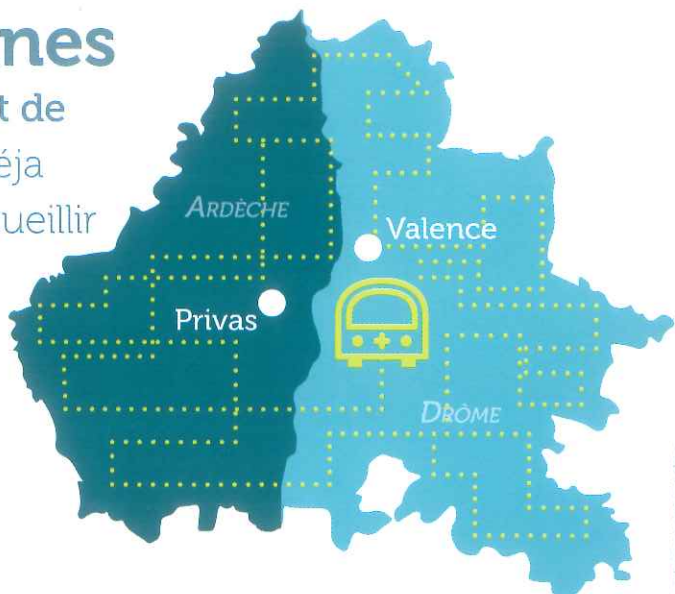 nes
t de
éja
ueillir
ARDÈCHE
Valence
Privas
DRÔME